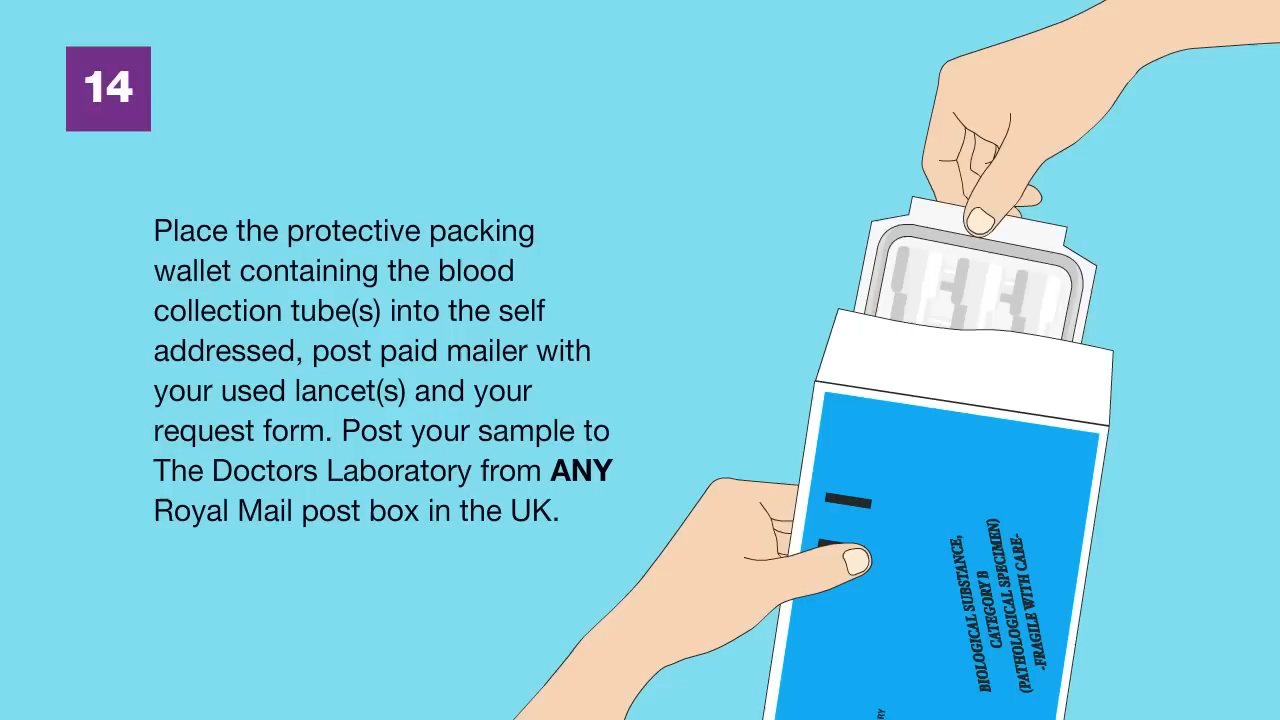 14
Place the protective packing
wallet containing the blood
collection tube(s) into the self
addressed, post paid mailer with
your used lancet(s) and your
request form. Post your sample to
The Doctors Laboratory from ANY
Royal Mail post box in the UK.
BIOLOGICAL SUBSTANCE,
CATEGORY B
(PATHOLOGICAL SPECIMEN)
-FRAGILE WITH CARE-